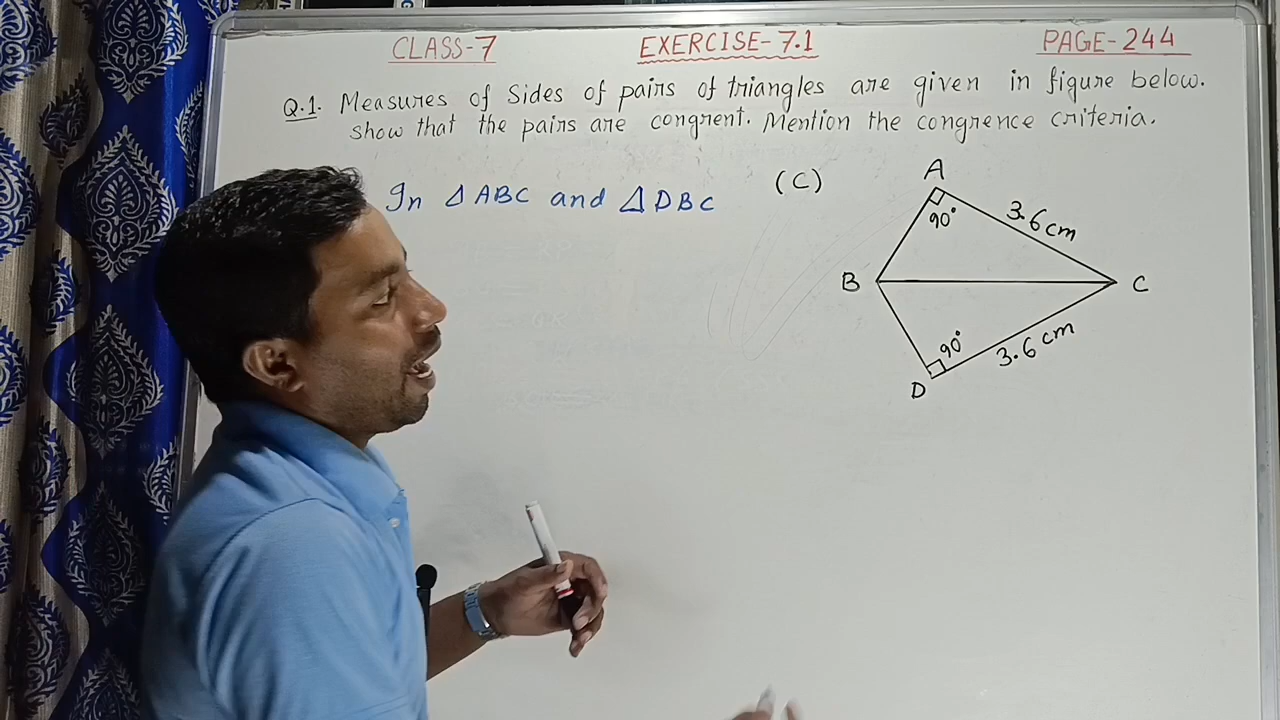 CLASS-7 EXERCISE-7.1 PAGE-244
Q.1. Measures of Sides of pairs of triangles are given in figure below.
show that the pairs are congrent. Mention the congrence criteria.
In △ABC and △DBC
(C)
A
90°
3.6 cm
B
C
90°
3.6 cm
D